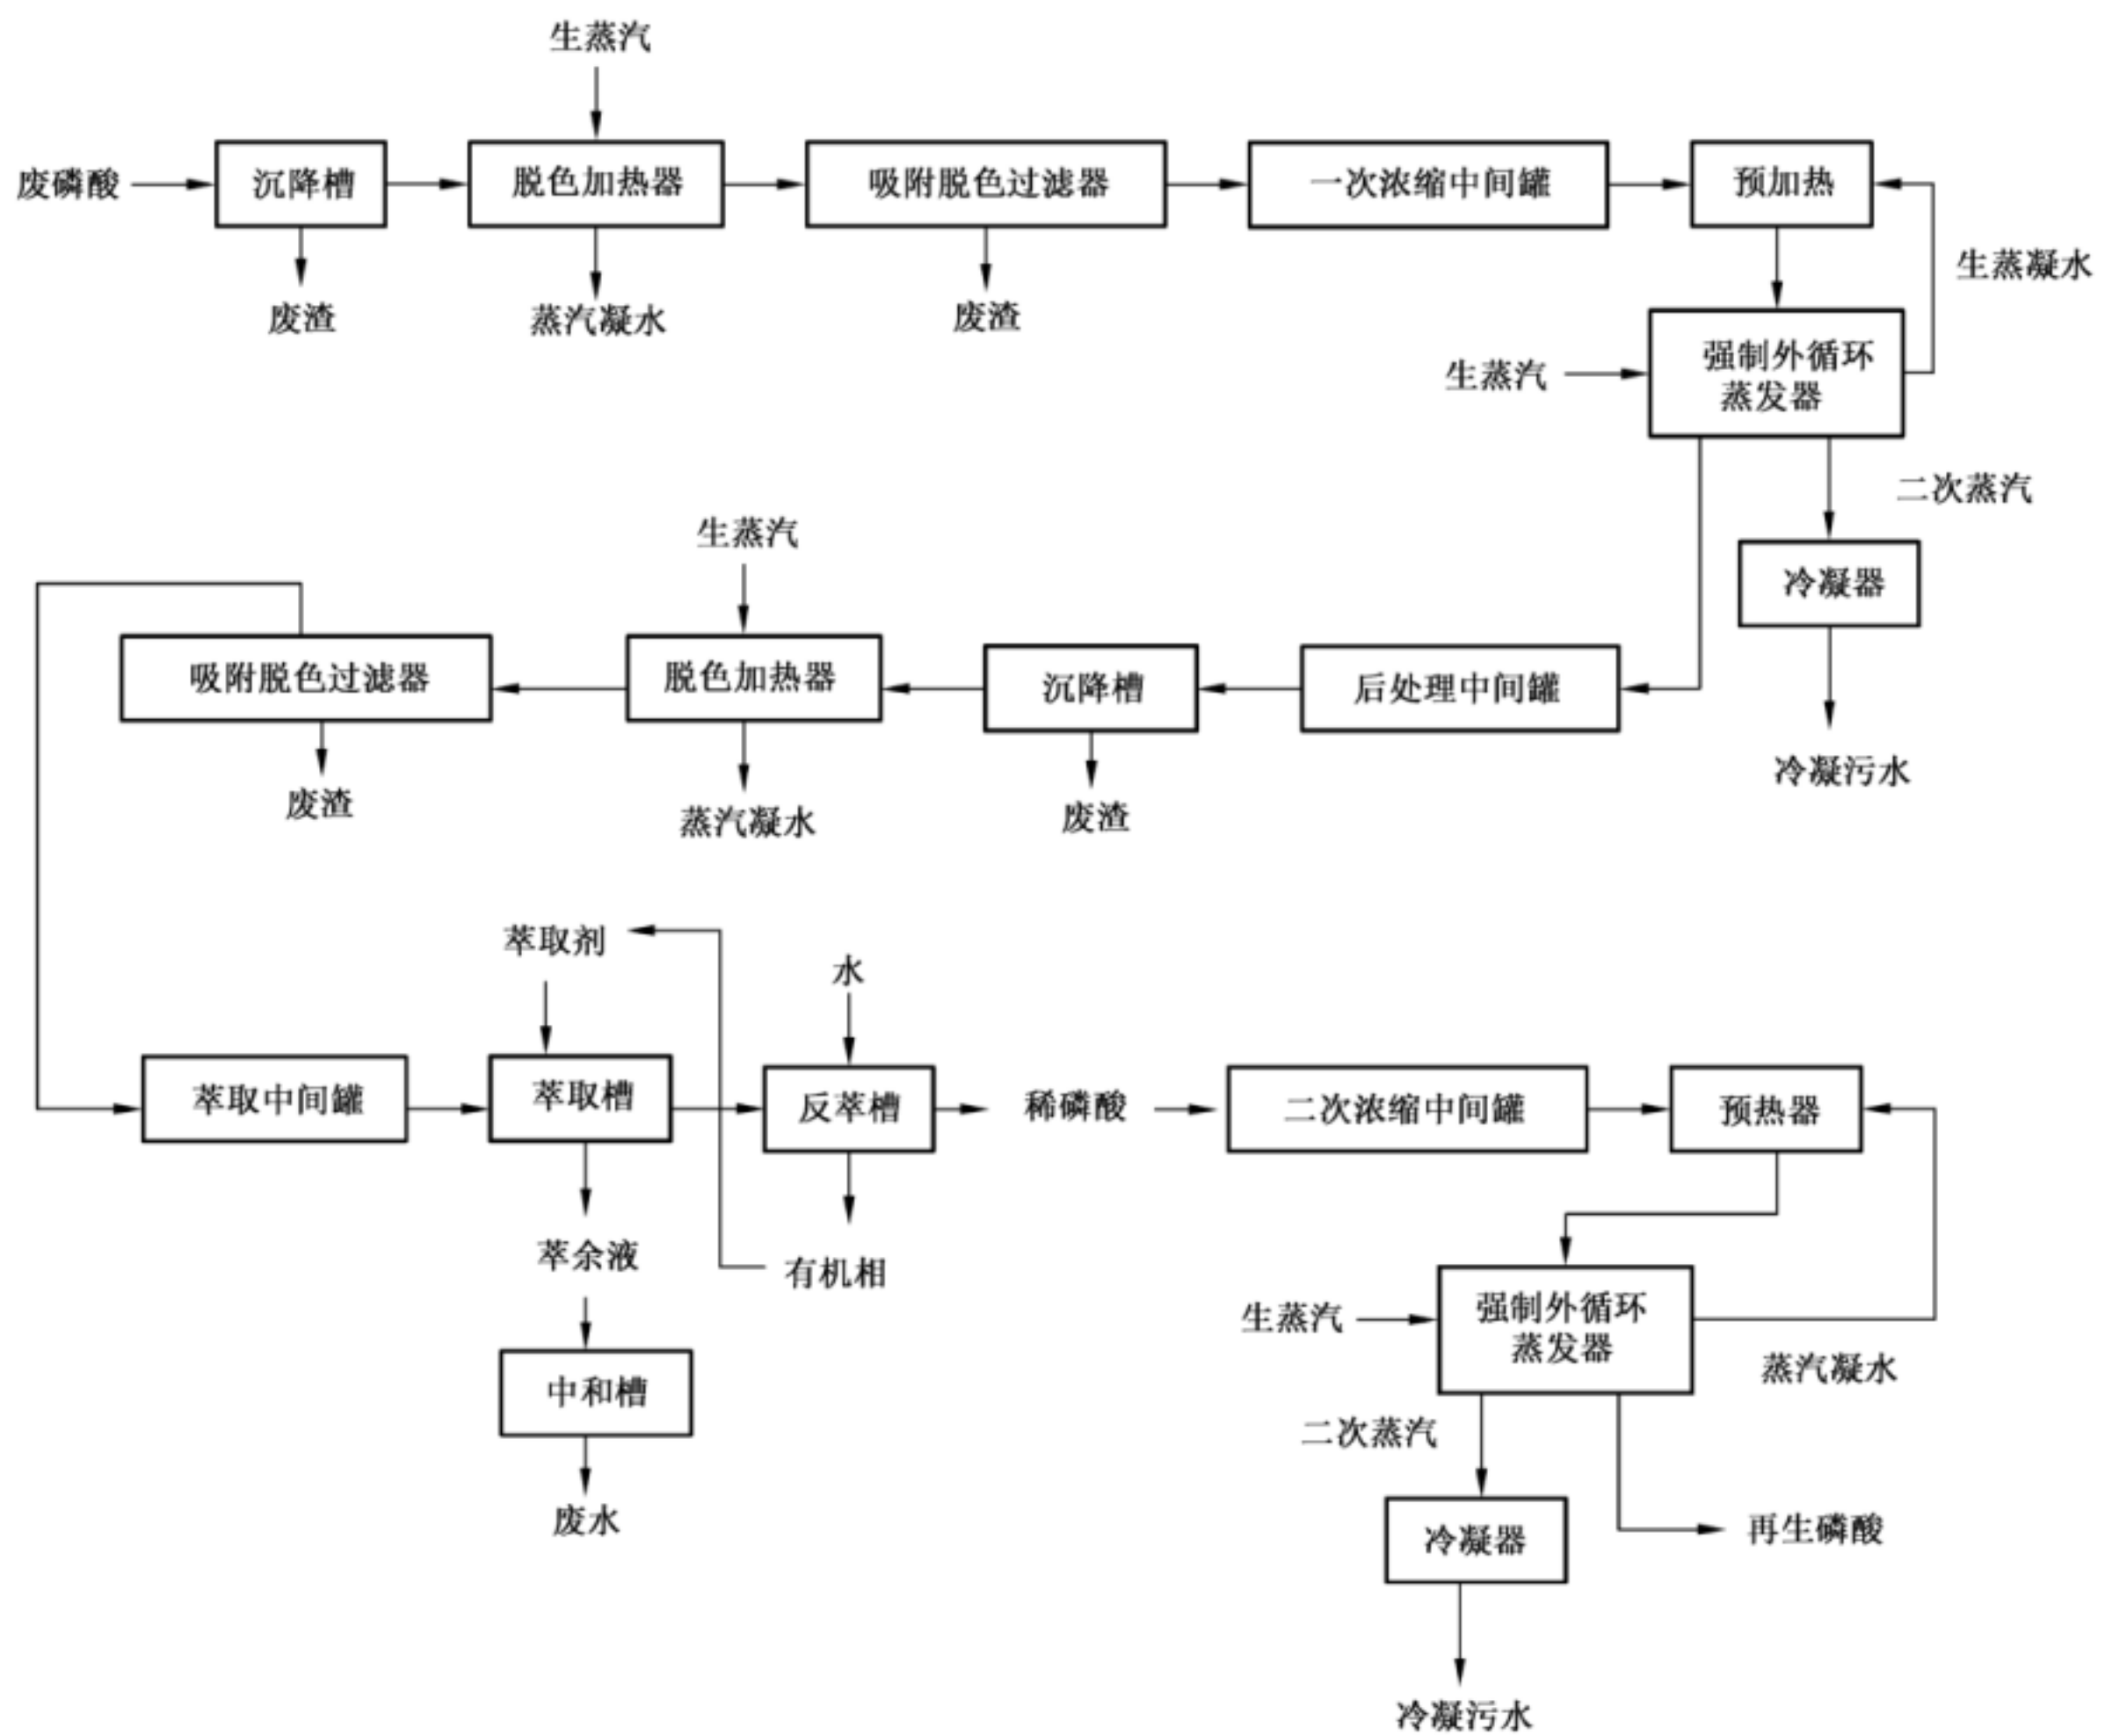 生蒸汽
废磷酸
沉降槽
脱色加热器
吸附脱色过滤器
一次浓缩中间罐
预加热
生蒸凝水
废渣
蒸汽凝水
废渣
生蒸汽
强制外循环
蒸发器
二次蒸汽
生蒸汽
冷凝器
吸附脱色过滤器
脱色加热器
沉降槽
后处理中间罐
冷凝污水
废渣
蒸汽凝水
废渣
萃取剂
水
萃取中间罐
萃取槽
反萃槽
稀磷酸
二次浓缩中间罐
预热器
萃余液
有机相
生蒸汽
强制外循环
蒸发器
蒸汽凝水
中和槽
二次蒸汽
废水
冷凝器
再生磷酸
冷凝污水